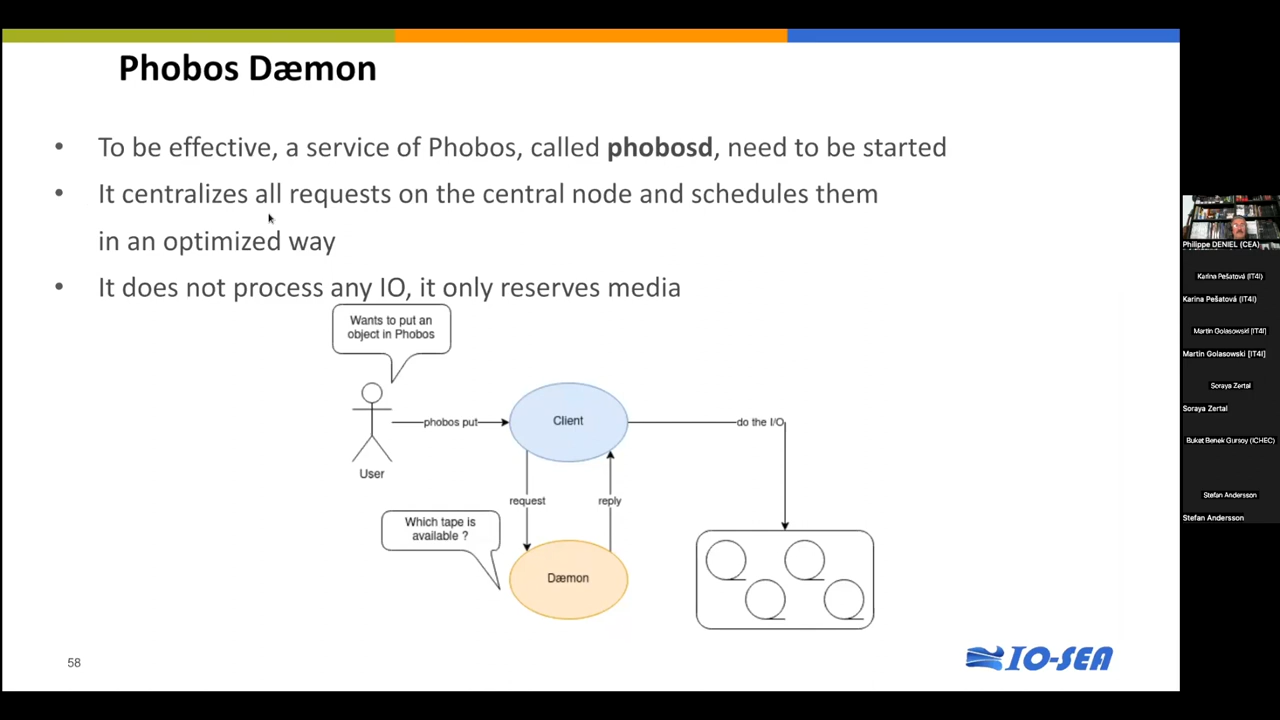 Phobos Dæmon
• To be effective, a service of Phobos, called phobosd, need to be started
• It centralizes all requests on the central node and schedules them
in an optimized way
• It does not process any IO, it only reserves media
Wants to put an
object in Phobos
phobos put
Client
do the I/O
User
request
reply
Which tape is
available ?
Dæmon
58
IO-SEA
Philippe DENIEL (CEA)
Karina Pešatová (IT4I)
Karina Pešatová (IT4I)
Martin Golasowski [IT4I]
Martin Golasowski [IT4I]
Soraya Zertal
Soraya Zertal
Buket Benek Gursoy (ICHEC)
Stefan Andersson
Stefan Andersson